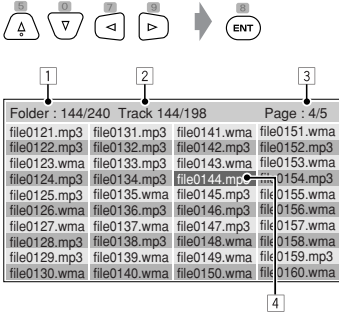 5 0 7 9 8
ENT
1 2 3
Folder : 144/240 Track 144/198 Page : 4/5
file0121.mp3 file0131.mp3 file0141.wma file0151.wma
file0122.mp3 file0132.mp3 file0142.mp3 file0152.mp3
file0123.wma file0133.mp3 file0143.wma file0153.wma
file0124.mp3 file0134.mp3 file0144.mp3 file0154.mp3
file0125.mp3 file0135.wma file0145.mp3 file0155.wma
file0126.wma file0136.mp3 file0146.mp3 file0156.wma
file0127.wma file0137.wma file0147.mp3 file0157.wma
file0128.mp3 file0138.mp3 file0148.wma file0158.wma
file0129.mp3 file0139.wma file0149.wma file0159.mp3
file0130.wma file0140.wma file0150.wma file0160.wma
4